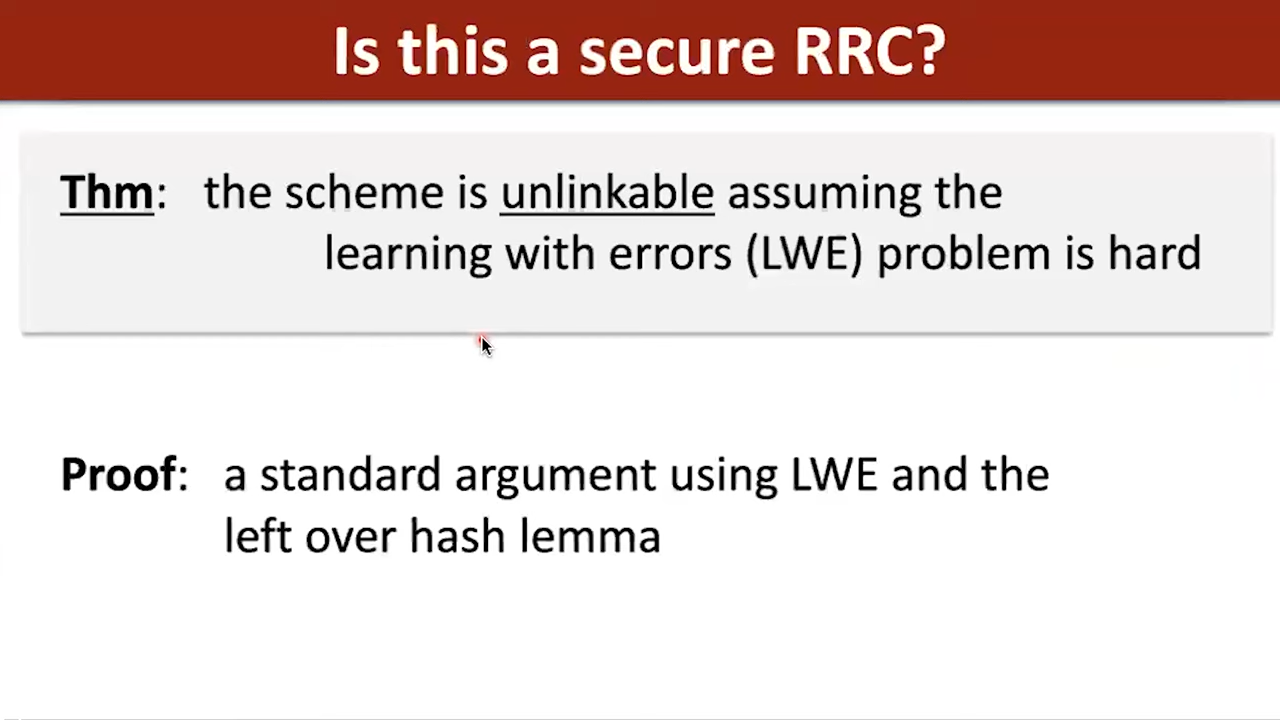 Is this a secure RRC?
Thm: the scheme is unlinkable assuming the
learning with errors (LWE) problem is hard
Proof: a standard argument using LWE and the
left over hash lemma